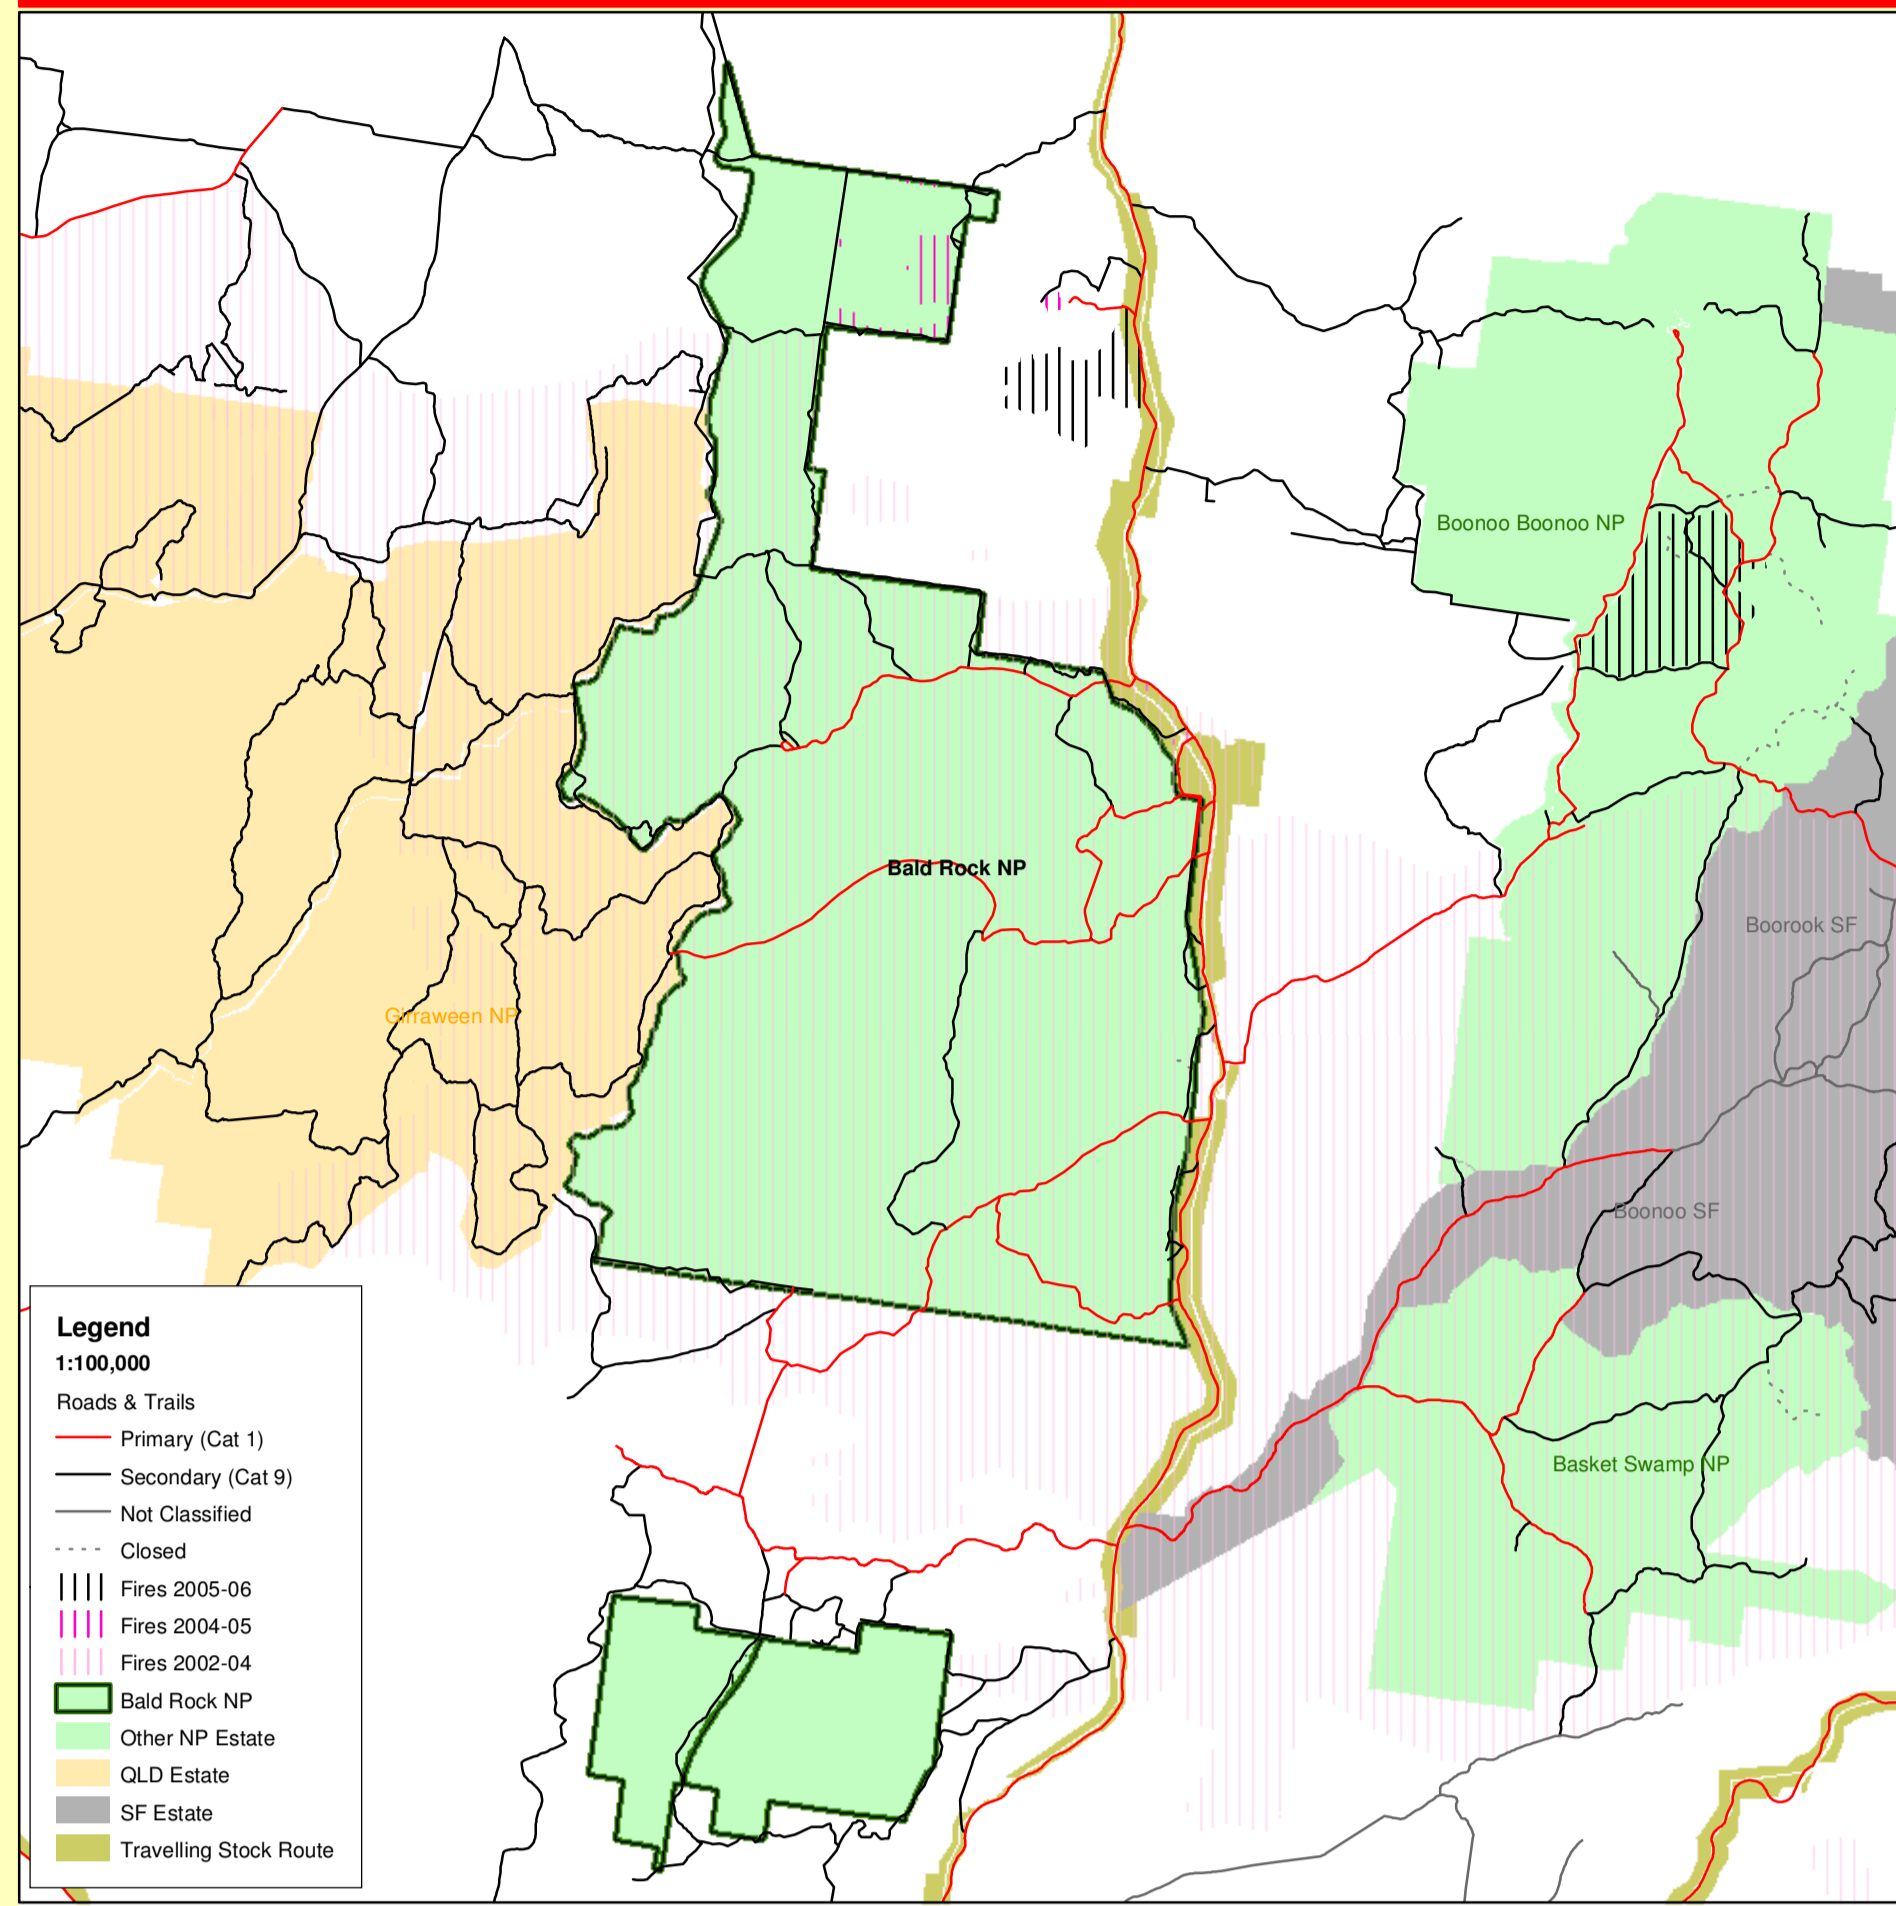 Boonoo Boonoo NP
Bald Rock NP
Boorook SF
Girraween NP
Boonoo SF
Basket Swamp NP
Legend
1:100,000
Roads & Trails
Primary (Cat 1)
Secondary (Cat 9)
Not Classified
Closed
Fires 2005-06
Fires 2004-05
Fires 2002-04
Bald Rock NP
Other NP Estate
QLD Estate
SF Estate
Travelling Stock Route